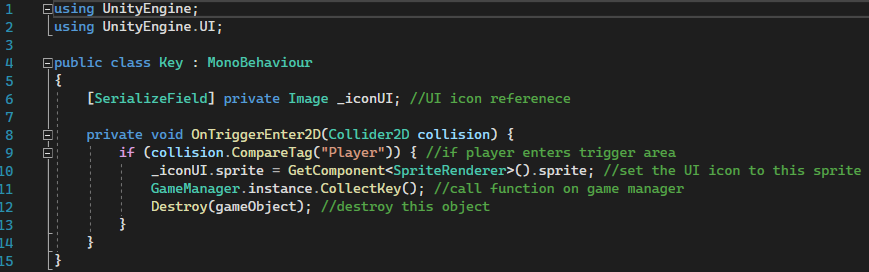 1 using UnityEngine;
2 using UnityEngine.UI;
3
4 public class Key : MonoBehaviour
5 {
6 [SerializeField] private Image _iconUI; //UI icon referenece
7
8 private void OnTriggerEnter2D(Collider2D collision) {
9 if (collision.CompareTag("Player")) { //if player enters trigger area
10 _iconUI.sprite = GetComponent<SpriteRenderer>().sprite; //set the UI icon to this sprite
11 GameManager.instance.CollectKey(); //call function on game manager
12 Destroy(gameObject); //destroy this object
13 }
14 }
15 }